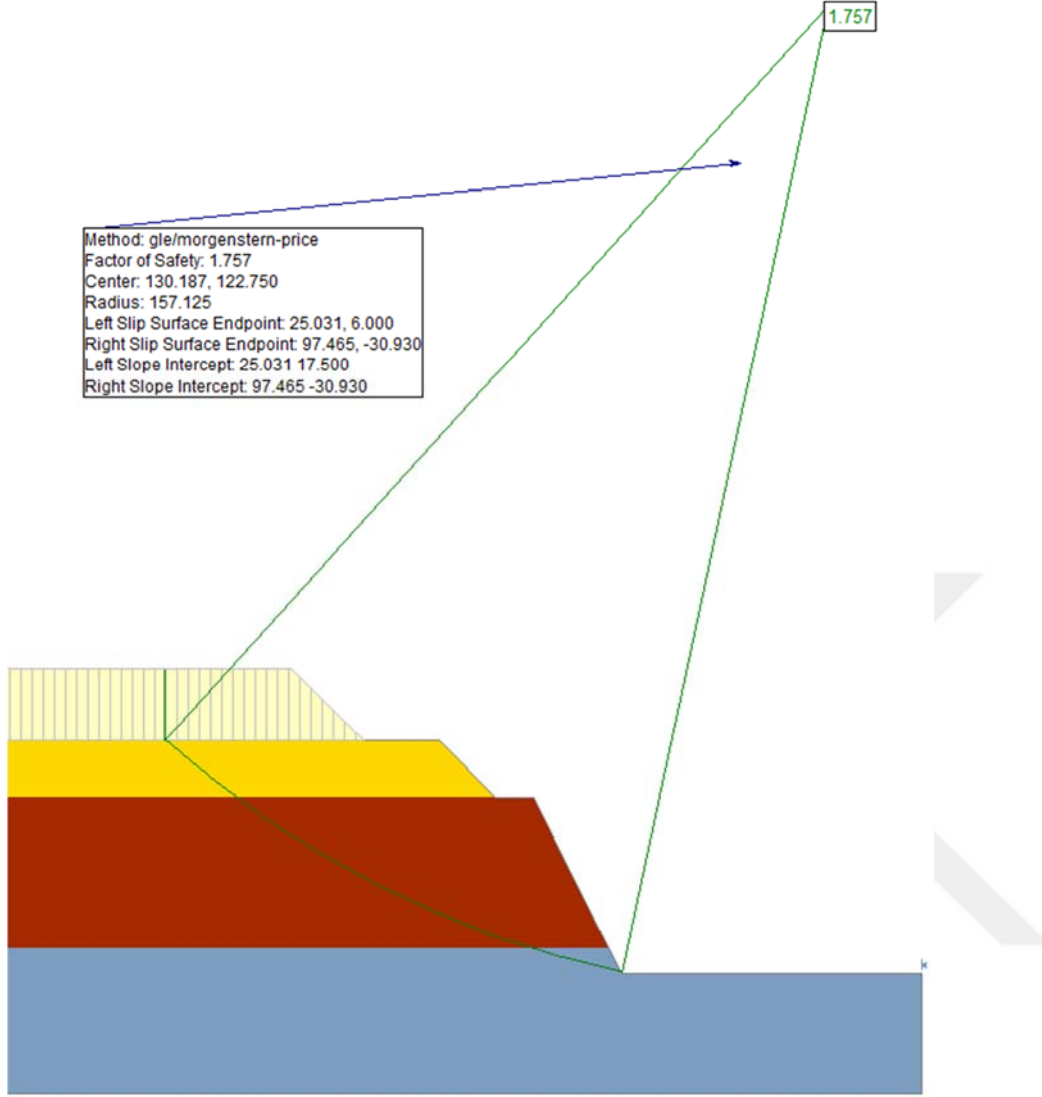 1.757
Method: gle/morgenstern-price
Factor of Safety: 1.757
Center: 130.187, 122.750
Radius: 157.125
Left Slip Surface Endpoint: 25.031, 6.000
Right Slip Surface Endpoint: 97.465, -30.930
Left Slope Intercept: 25.031 17.500
Right Slope Intercept: 97.465 -30.930